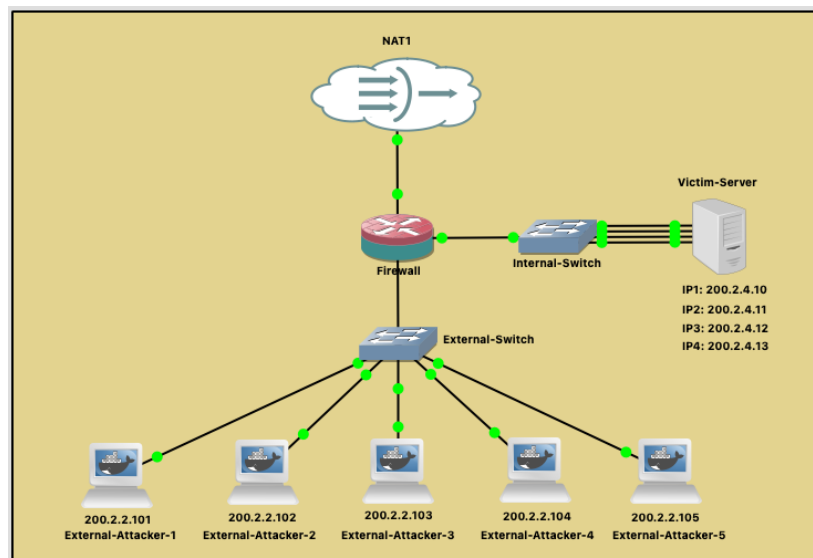 NAT1
Victim-Server
Firewall
Internal-Switch
IP1: 200.2.4.10
IP2: 200.2.4.11
IP3: 200.2.4.12
IP4: 200.2.4.13
External-Switch
200.2.2.101
External-Attacker-1
200.2.2.102
External-Attacker-2
200.2.2.103
External-Attacker-3
200.2.2.104
External-Attacker-4
200.2.2.105
External-Attacker-5